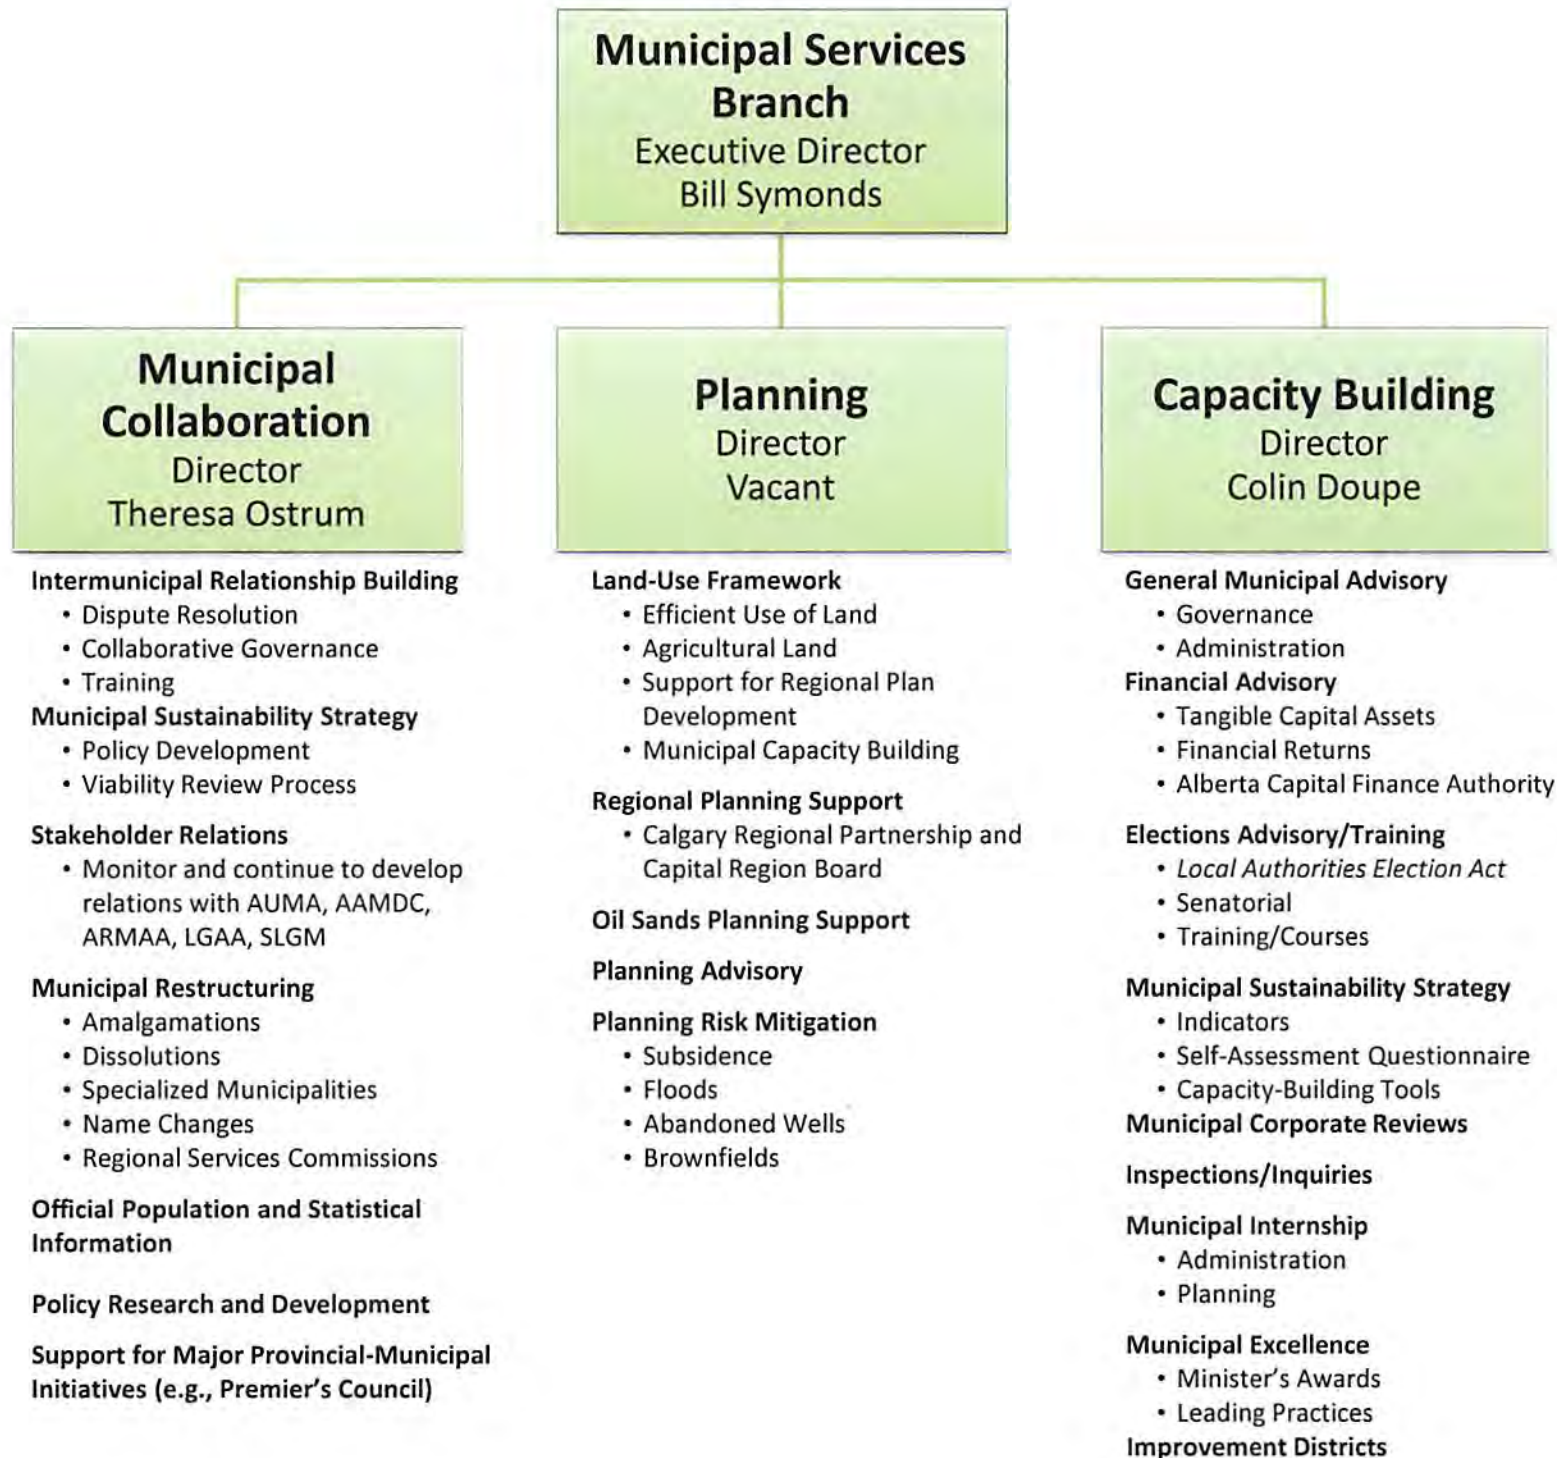 Municipal Services
Branch
Executive Director
Bill Symonds
Municipal
Collaboration
Director
Theresa Ostrum
Intermunicipal Relationship Building
• Dispute Resolution
• Collaborative Governance
• Training
Municipal Sustainability Strategy
• Policy Development
• Viability Review Process
Stakeholder Relations
• Monitor and continue to develop
relations with AUMA, AAMDC,
ARMAA, LGAA, SLGM
Municipal Restructuring
• Amalgamations
• Dissolutions
• Specialized Municipalities
• Name Changes
• Regional Services Commissions
Official Population and Statistical
Information
Policy Research and Development
Support for Major Provincial-Municipal
Initiatives (e.g., Premier's Council)
Planning
Director
Vacant
Land-Use Framework
• Efficient Use of Land
• Agricultural Land
• Support for Regional Plan
Development
• Municipal Capacity Building
Regional Planning Support
• Calgary Regional Partnership and
Capital Region Board
Oil Sands Planning Support
Planning Advisory
Planning Risk Mitigation
• Subsidence
• Floods
• Abandoned Wells
• Brownfields
Capacity Building
Director
Colin Doupe
General Municipal Advisory
• Governance
• Administration
Financial Advisory
• Tangible Capital Assets
• Financial Returns
• Alberta Capital Finance Authority
Elections Advisory/Training
• Local Authorities Election Act
• Senatorial
• Training/Courses
Municipal Sustainability Strategy
• Indicators
• Self-Assessment Questionnaire
• Capacity-Building Tools
Municipal Corporate Reviews
Inspections/Inquiries
Municipal Internship
• Administration
• Planning
Municipal Excellence
• Minister's Awards
• Leading Practices
Improvement Districts